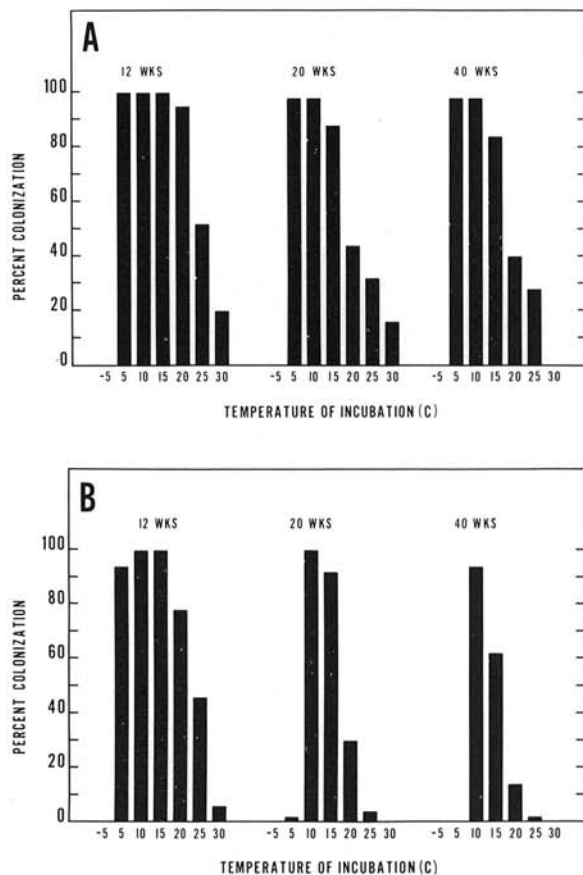 A
12 WKS 20 WKS 40 WKS
100
80
60
40
20
0
PERCENT COLONIZATION
-5 5 10 15 20 25 30 -5 5 10 15 20 25 30 -5 5 10 15 20 25 30
TEMPERATURE OF INCUBATION (C)
B
12 WKS 20 WKS 40 WKS
100
80
60
40
20
0
PERCENT COLONIZATION
-5 5 10 15 20 25 30 -5 5 10 15 20 25 30 -5 5 10 15 20 25 30
TEMPERATURE OF INCUBATION (C)